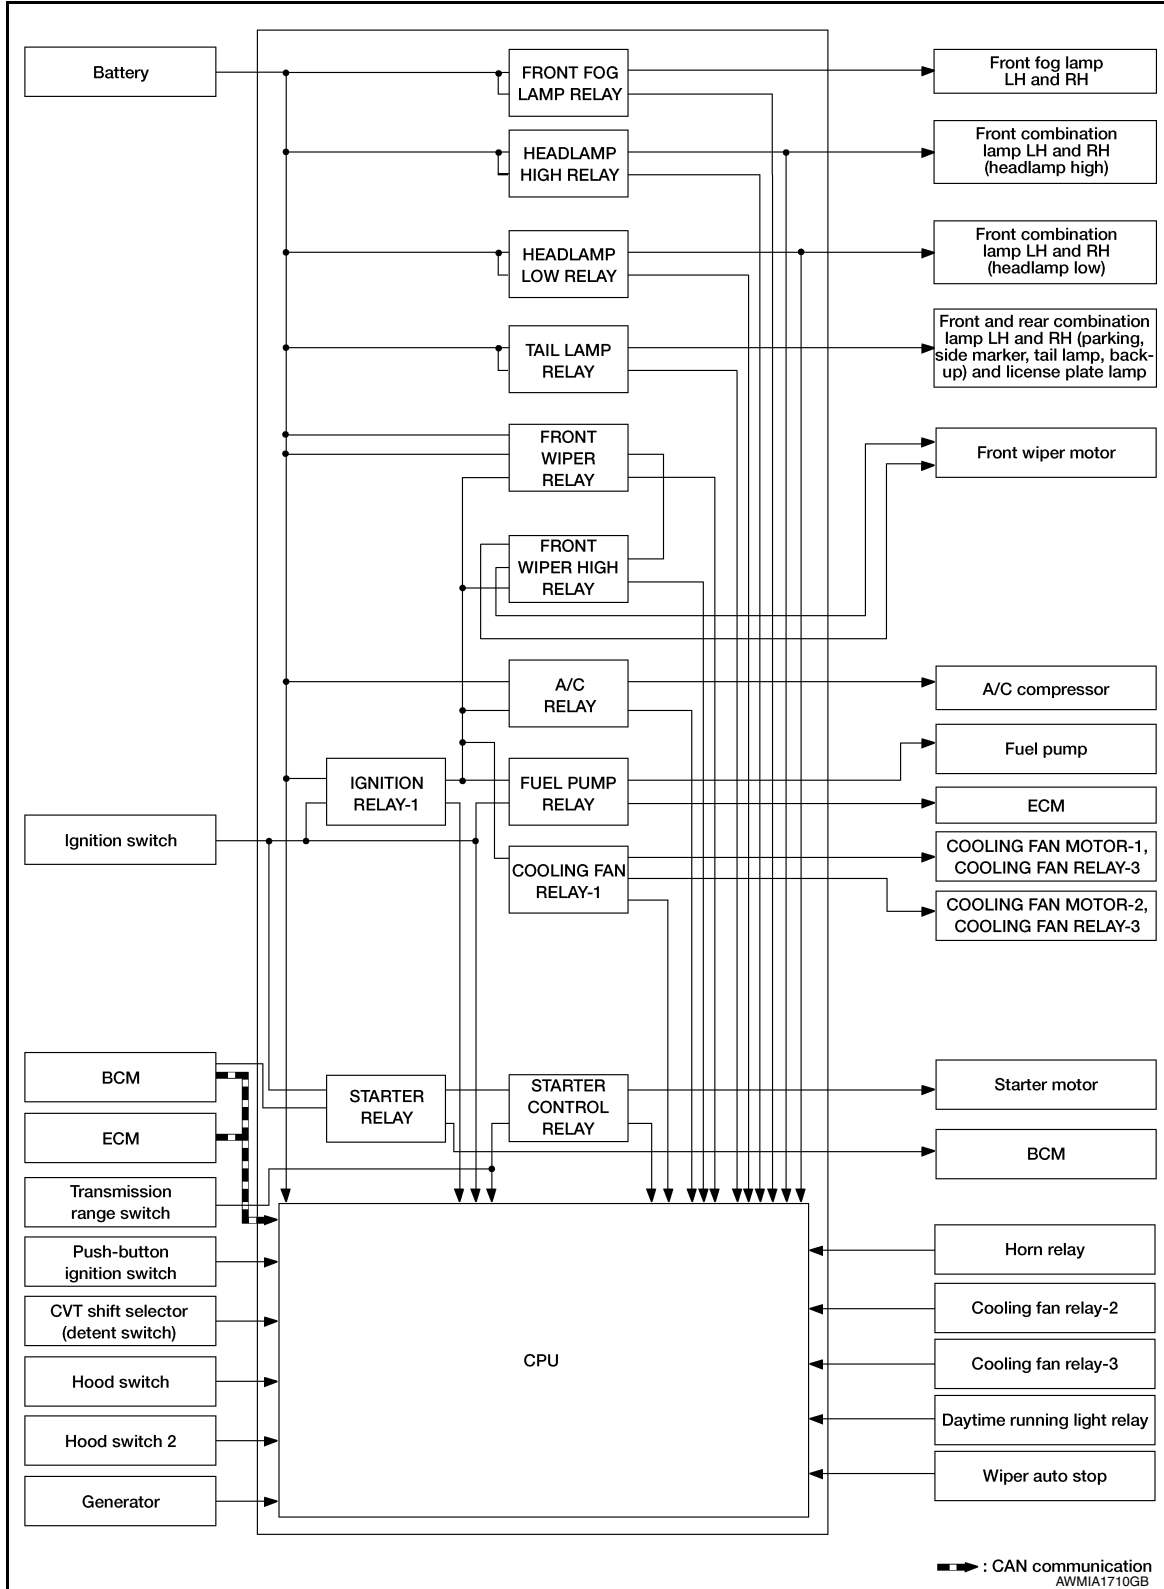 Battery
FRONT FOG
LAMP RELAY
Front fog lamp
LH and RH
HEADLAMP
HIGH RELAY
Front combination
lamp LH and RH
(headlamp high)
HEADLAMP
LOW RELAY
Front combination
lamp LH and RH
(headlamp low)
TAIL LAMP
RELAY
Front and rear combination
lamp LH and RH (parking,
side marker, tail lamp, back-
up) and license plate lamp
FRONT
WIPER
RELAY
Front wiper motor
FRONT
WIPER HIGH
RELAY
A/C
RELAY
A/C compressor
IGNITION
RELAY-1
FUEL PUMP
RELAY
Fuel pump
ECM
Ignition switch
COOLING FAN
RELAY-1
COOLING FAN MOTOR-1,
COOLING FAN RELAY-3
COOLING FAN MOTOR-2,
COOLING FAN RELAY-3
BCM
STARTER
RELAY
STARTER
CONTROL
RELAY
Starter motor
ECM
BCM
Transmission
range switch
Push-button
ignition switch
CVT shift selector
(detent switch)
Hood switch
Hood switch 2
Generator
CPU
Horn relay
Cooling fan relay-2
Cooling fan relay-3
Daytime running light relay
Wiper auto stop
: CAN communication
AWMIA1710GB